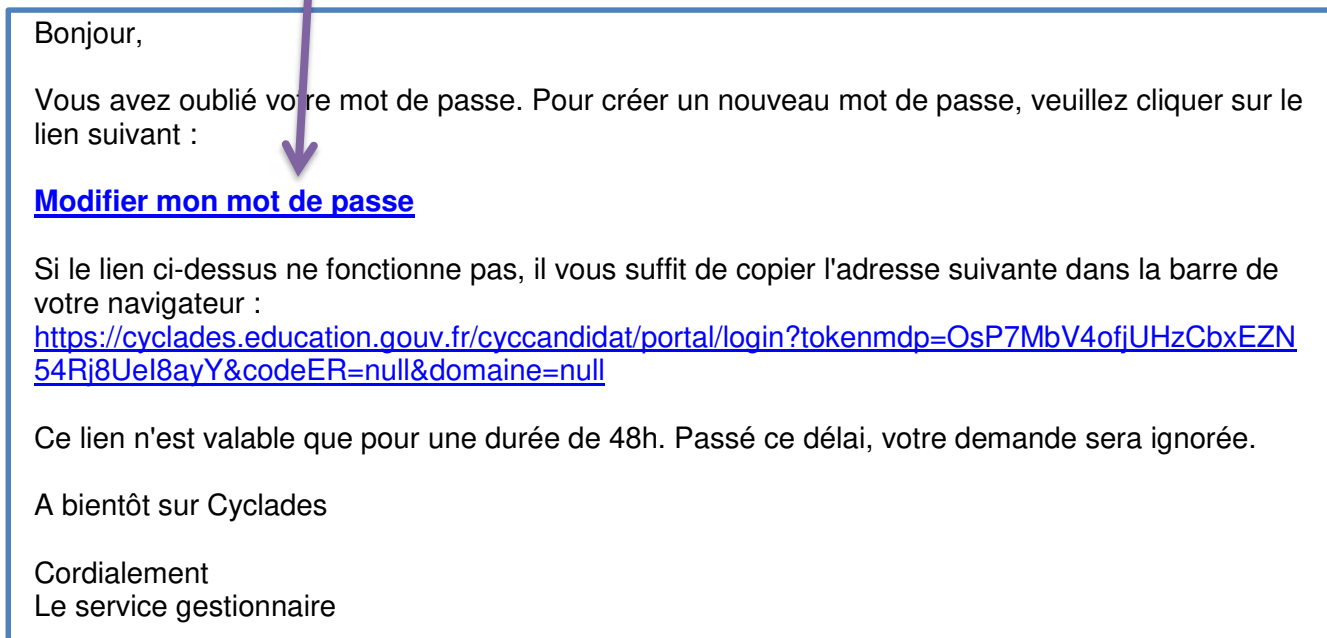 Bonjour,
Vous avez oublié votre mot de passe. Pour créer un nouveau mot de passe, veuillez cliquer sur le
lien suivant :
Modifier mon mot de passe
Si le lien ci-dessus ne fonctionne pas, il vous suffit de copier l'adresse suivante dans la barre de
votre navigateur :
https://cyclades.education.gouv.fr/cyccandidat/portal/login?tokenmdp=OsP7MbV4ofjUHzCbxEZN
54Rj8UeI8ayY&codeER=null&domaine=null
Ce lien n'est valable que pour une durée de 48h. Passé ce délai, votre demande sera ignorée.
A bientôt sur Cyclades
Cordialement
Le service gestionnaire